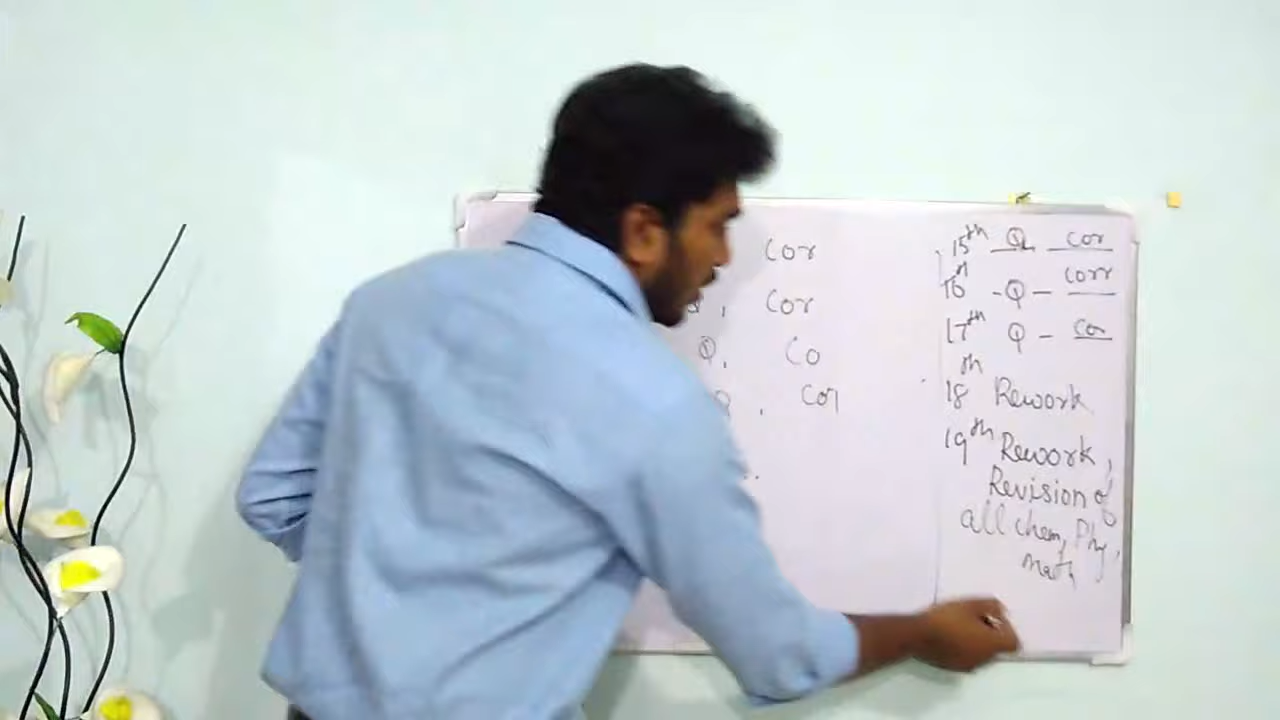 Cor
, Cor
Q, Co
Q . Cor
15th Q Cor
16th - Q - Corr
17th Q - Cor
18th Rework
19th Rework,
Revision of
all chem, Phy,
Math